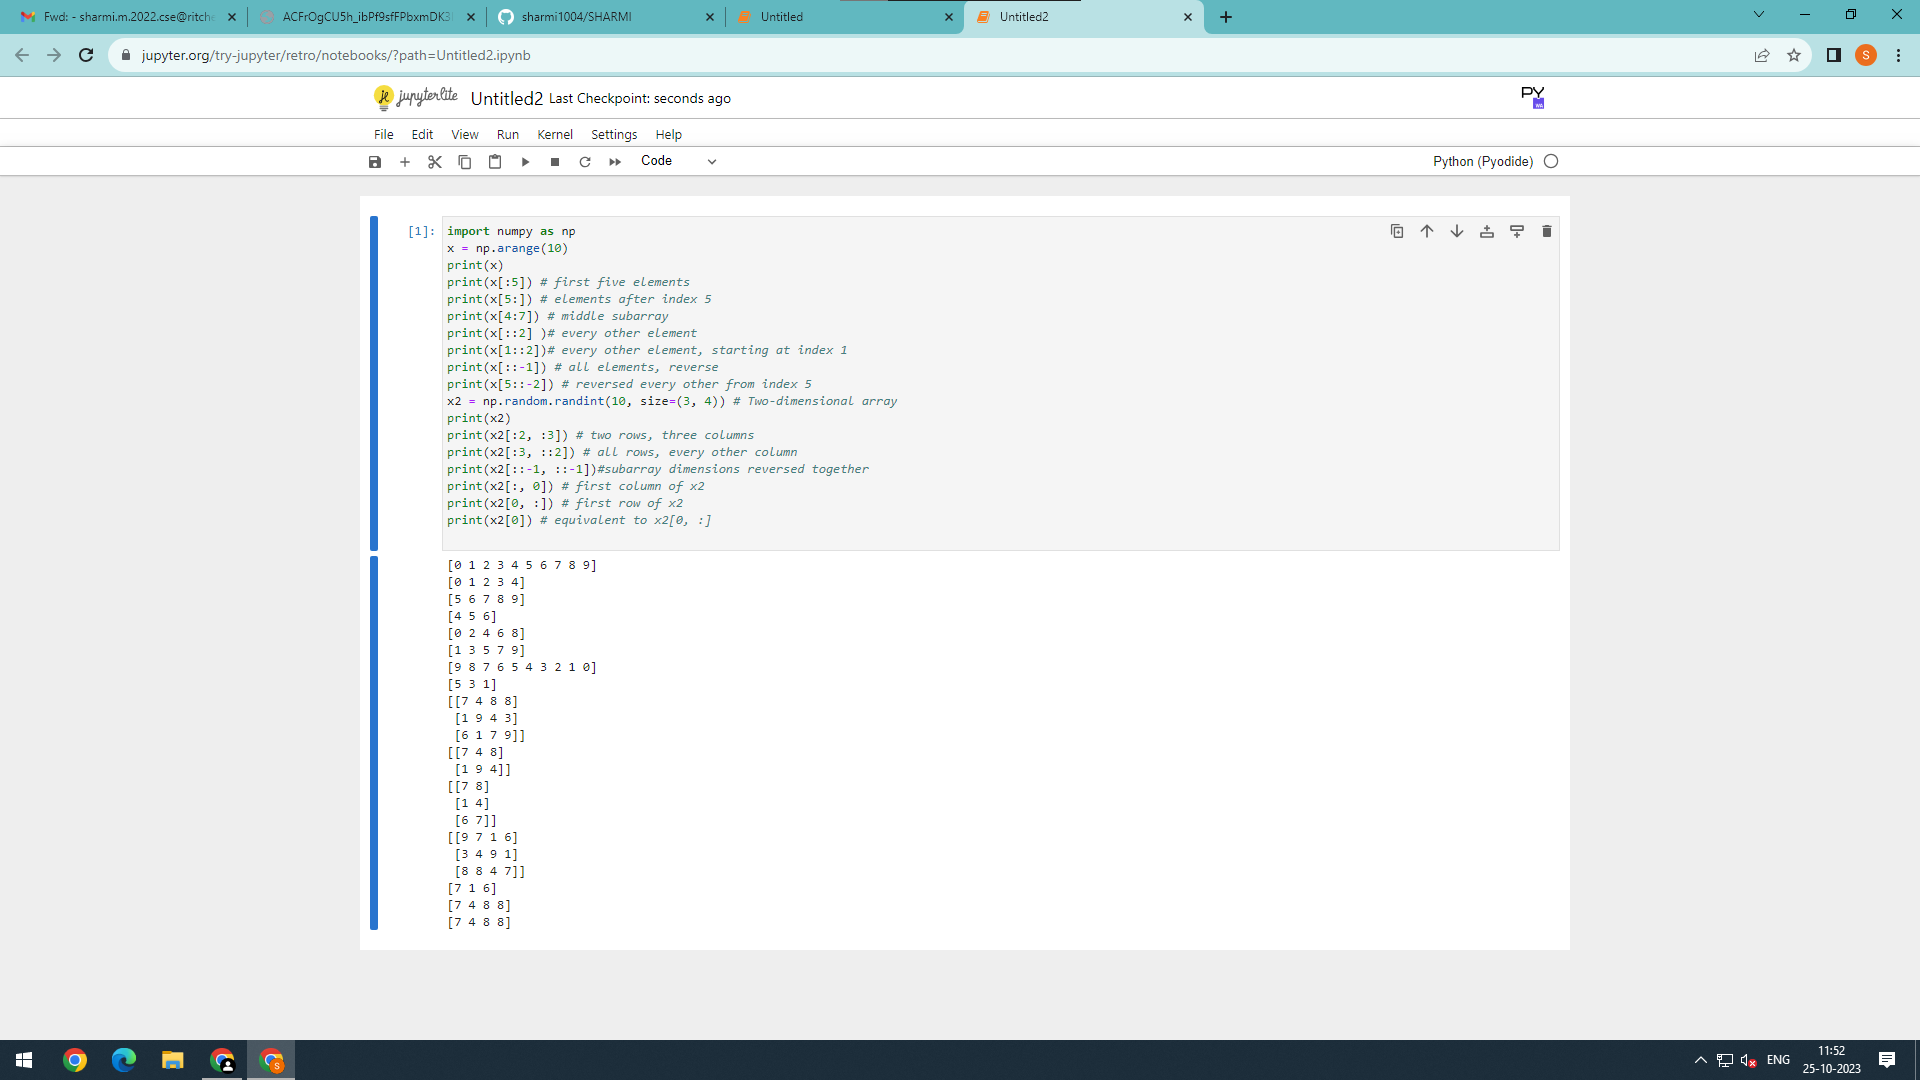 Fwd: - sharmi.m.2022.cse@ritche
ACFrOgCU5h_ibPf9sfFPbxmDK3
sharmi1004/SHARMI
Untitled
Untitled2
jupyter.org/try-jupyter/retro/notebooks/?path=Untitled2.ipynb
S
jupyterlite
Untitled2 Last Checkpoint: seconds ago
PY
File Edit View Run Kernel Settings Help
Code
Python (Pyodide)
[1]:
import numpy as np
x = np.arange(10)
print(x)
print(x[:5]) # first five elements
print(x[5:]) # elements after index 5
print(x[4:7]) # middle subarray
print(x[::2] )# every other element
print(x[1::2])# every other element, starting at index 1
print(x[::-1]) # all elements, reverse
print(x[5::-2]) # reversed every other from index 5
x2 = np.random.randint(10, size=(3, 4)) # Two-dimensional array
print(x2)
print(x2[:2, :3]) # two rows, three columns
print(x2[:3, ::2]) # all rows, every other column
print(x2[::-1, ::-1])#subarray dimensions reversed together
print(x2[:, 0]) # first column of x2
print(x2[0, :]) # first row of x2
print(x2[0]) # equivalent to x2[0, :]
[0 1 2 3 4 5 6 7 8 9]
[0 1 2 3 4]
[5 6 7 8 9]
[4 5 6]
[0 2 4 6 8]
[1 3 5 7 9]
[9 8 7 6 5 4 3 2 1 0]
[5 3 1]
[[7 4 8 8]
[1 9 4 3]
[6 1 7 9]]
[[7 4 8]
[1 9 4]]
[[7 8]
[1 4]
[6 7]]
[[9 7 1 6]
[3 4 9 1]
[8 8 4 7]]
[7 1 6]
[7 4 8 8]
[7 4 8 8]
ENG
11:52
25-10-2023